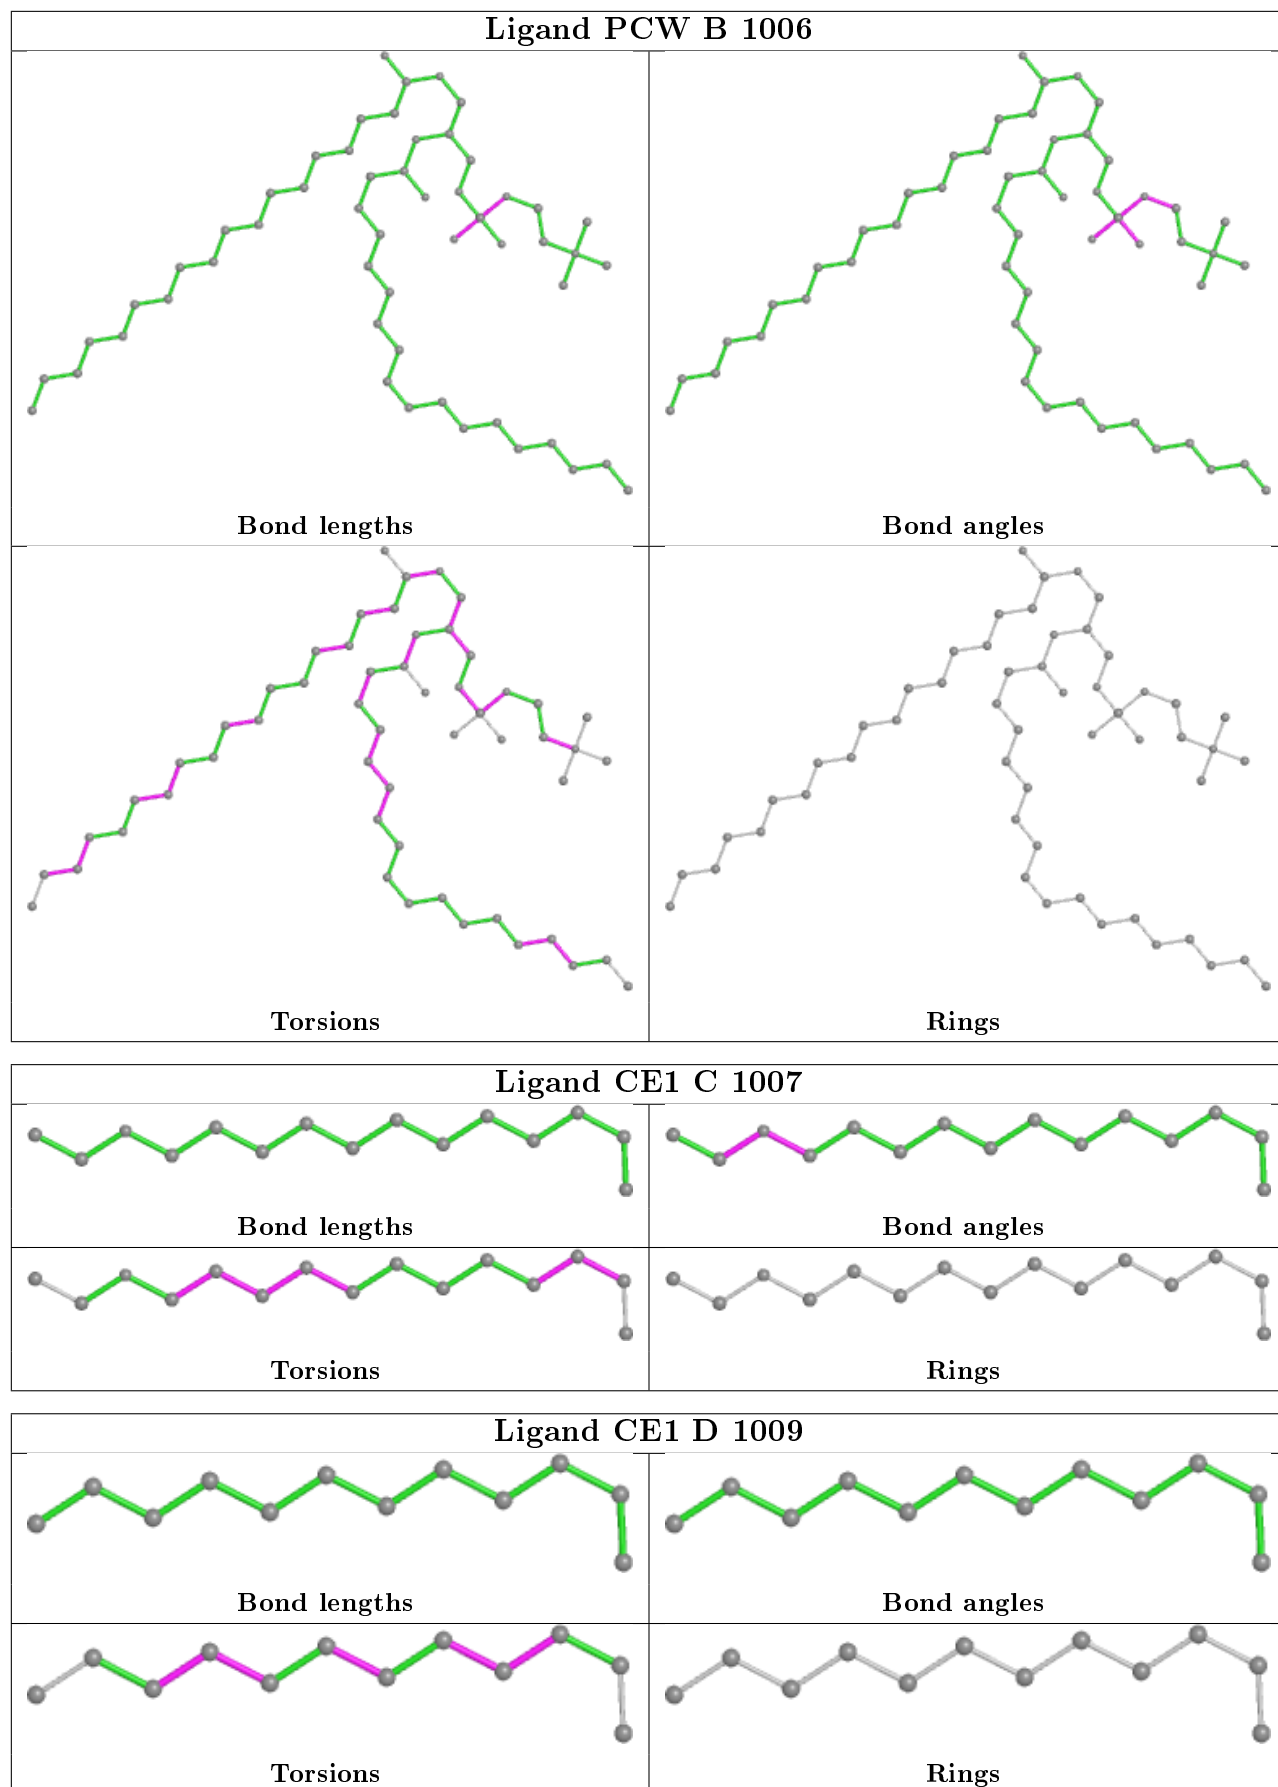 Ligand PCW B 1006
Bond lengths
Bond angles
Torsions
Rings
Ligand CE1 C 1007
Bond lengths
Bond angles
Torsions
Rings
Ligand CE1 D 1009
Bond lengths
Bond angles
Torsions
Rings